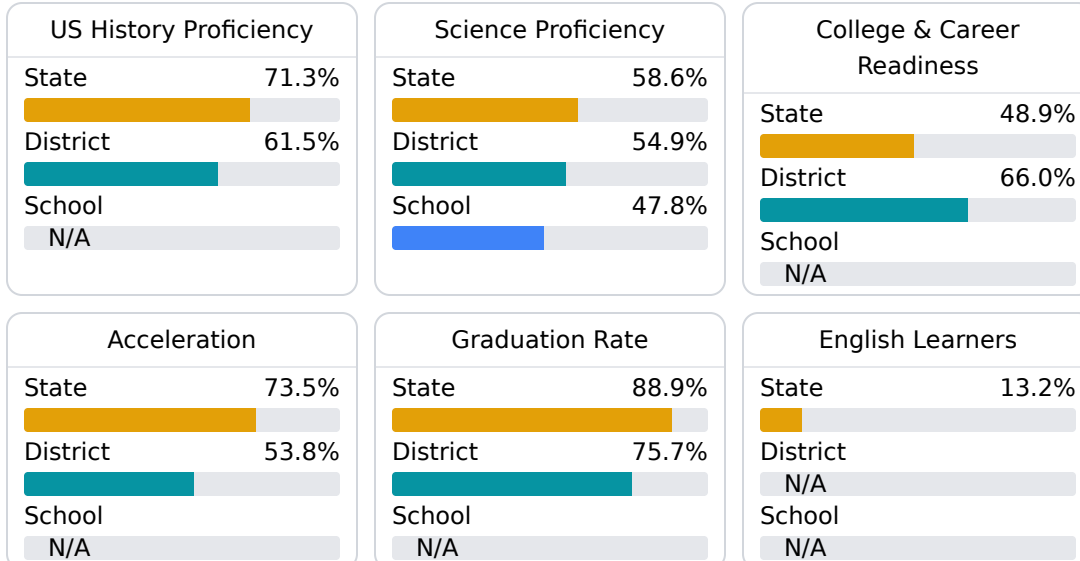 US History Proficiency
State 71.3%
District 61.5%
School
N/A
Science Proficiency
State 58.6%
District 54.9%
School 47.8%
College & Career
Readiness
State 48.9%
District 66.0%
School
N/A
Acceleration
State 73.5%
District 53.8%
School
N/A
Graduation Rate
State 88.9%
District 75.7%
School
N/A
English Learners
State 13.2%
District
N/A
School
N/A